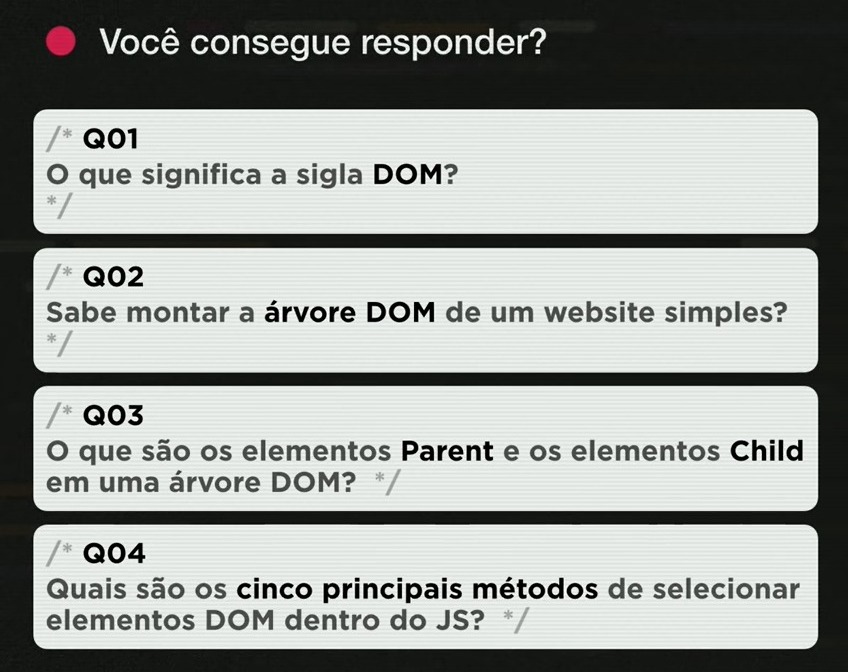 Você consegue responder?
/* Q01
O que significa a sigla DOM?
*/
/* Q02
Sabe montar a árvore DOM de um website simples?
*/
/* Q03
O que são os elementos Parent e os elementos Child
em uma árvore DOM? */
/* Q04
Quais são os cinco principais métodos de selecionar
elementos DOM dentro do JS? */